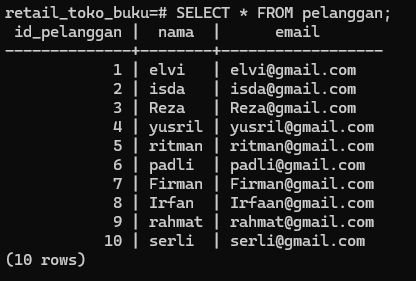 retail_toko_buku=# SELECT * FROM pelanggan;
 id_pelanggan |  nama  |      email
--------------+--------+------------------
            1 | elvi   | elvi@gmail.com
            2 | isda   | isda@gmail.com
            3 | Reza   | Reza@gmail.com
            4 | yusril | yusril@gmail.com
            5 | ritman | ritman@gmail.com
            6 | padli  | padli@gmail.com
            7 | Firman | Firman@gmail.com
            8 | Irfan  | Irfaan@gmail.com
            9 | rahmat | rahmat@gmail.com
           10 | serli  | serli@gmail.com
(10 rows)